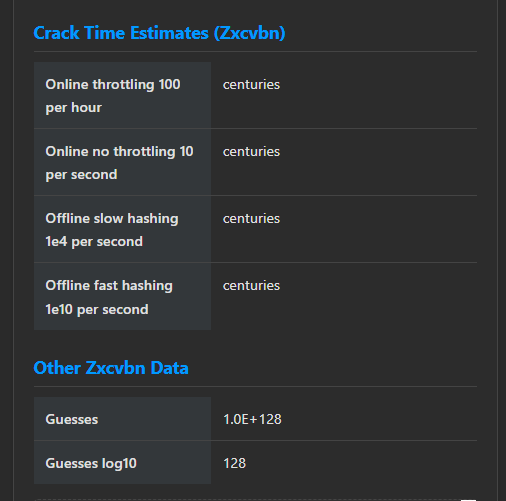 Crack Time Estimates (Zxcvbn)
Online throttling 100
per hour
centuries
Online no throttling 10
per second
centuries
Offline slow hashing
1e4 per second
centuries
Offline fast hashing
1e10 per second
centuries
Other Zxcvbn Data
Guesses
1.0E+128
Guesses log10
128